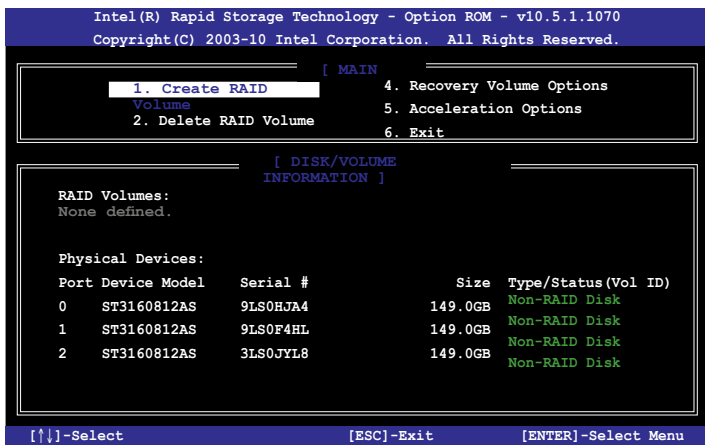 Intel(R) Rapid Storage Technology - Option ROM - v10.5.1.1070
Copyright(C) 2003-10 Intel Corporation. All Rights Reserved.
[ MAIN
1. Create RAID
Volume
2. Delete RAID Volume
4. Recovery Volume Options
5. Acceleration Options
6. Exit
[ DISK/VOLUME
INFORMATION ]
RAID Volumes:
None defined.
Physical Devices:
Port Device Model Serial # Size Type/Status(Vol ID)
Non-RAID Disk
0 ST3160812AS 9LS0HJA4 149.0GB
Non-RAID Disk
1 ST3160812AS 9LS0F4HL 149.0GB
Non-RAID Disk
2 ST3160812AS 3LS0JYL8 149.0GB
Non-RAID Disk
[↑↓]-Select [ESC]-Exit [ENTER]-Select Menu